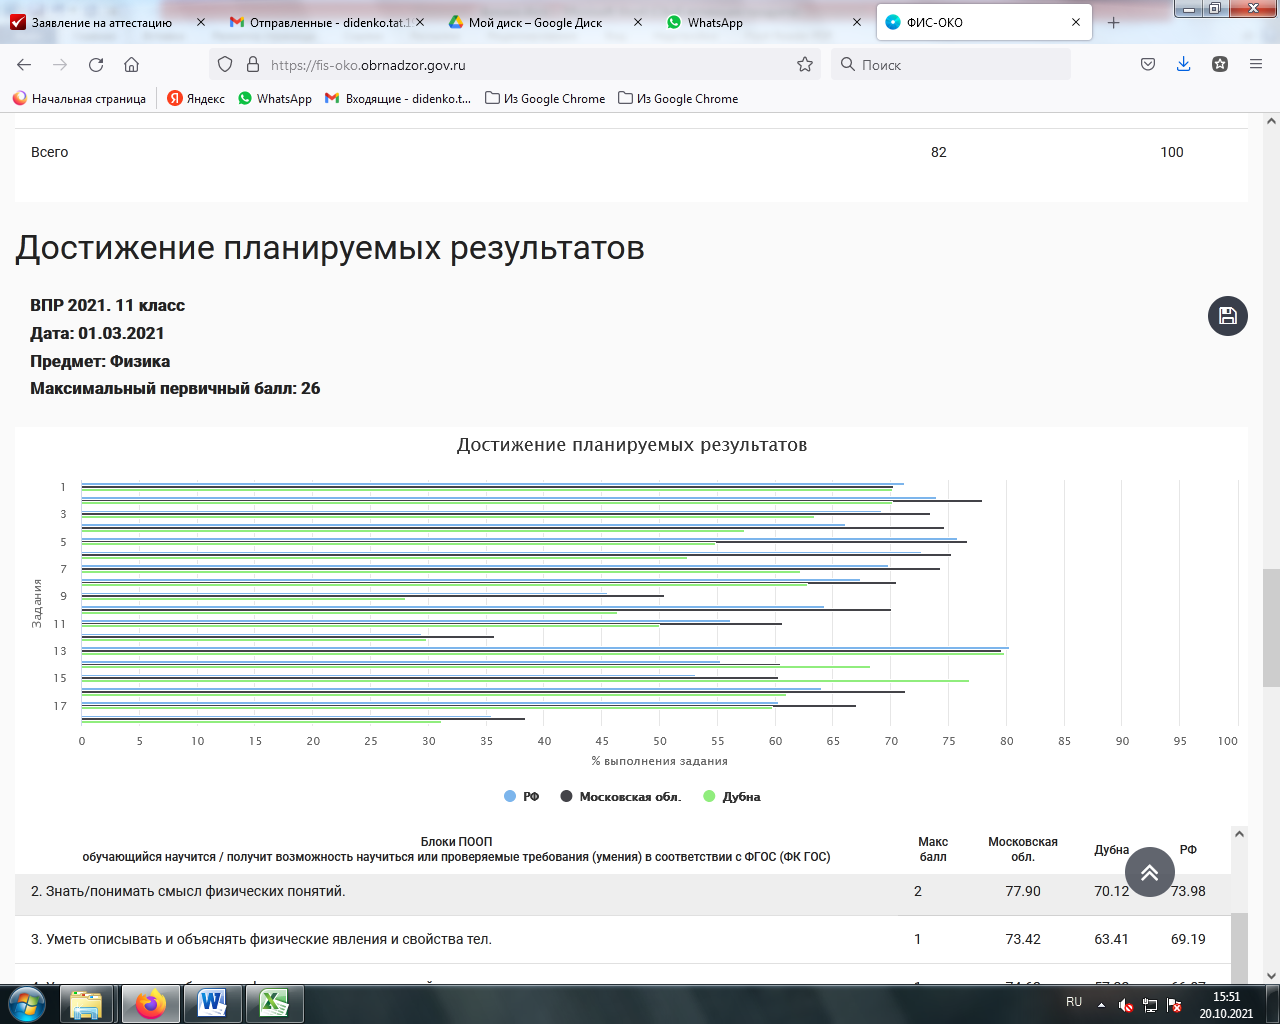 Заявление на аттестацию
Отправленные - didenko.tat.1
Мой диск – Google Диск
WhatsApp
ФИС-ОКО
https://fis-oko.obrnadzor.gov.ru
Поиск
Начальная страница
Яндекс
WhatsApp
Входящие - didenko.t...
Из Google Chrome
Из Google Chrome
Всего 82 100
Достижение планируемых результатов
ВПР 2021. 11 класс
Дата: 01.03.2021
Предмет: Физика
Максимальный первичный балл: 26
Достижение планируемых результатов
Задания
1
3
5
7
9
11
13
15
17
0 5 10 15 20 25 30 35 40 45 50 55 60 65 70 75 80 85 90 95 100
% выполнения задания
РФ Московская обл. Дубна
Блоки ПООП
обучающийся научится / получит возможность научиться или проверяемые требования (умения) в соответствии с ФГОС (ФК ГОС)
Макс балл
Московская обл.
Дубна
РФ
2. Знать/понимать смысл физических понятий. 2 77.90 70.12 73.98
3. Уметь описывать и объяснять физические явления и свойства тел. 1 73.42 63.41 69.19
RU
15:51
20.10.2021